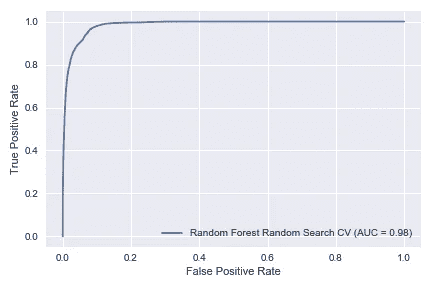 1.0
0.8
0.6
0.4
0.2
0.0
True Positive Rate
Random Forest Random Search CV (AUC = 0.98)
0.0 0.2 0.4 0.6 0.8 1.0
False Positive Rate